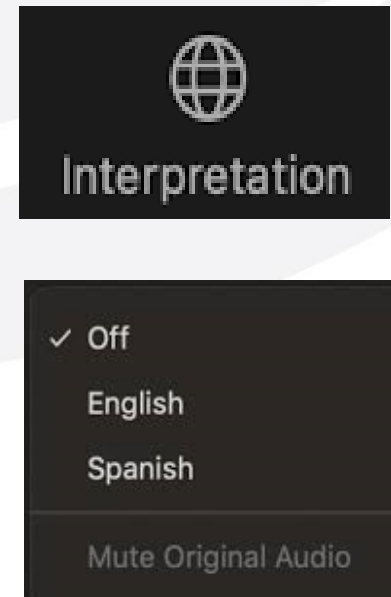 Interpretation
Off
English
Spanish
Mute Original Audio